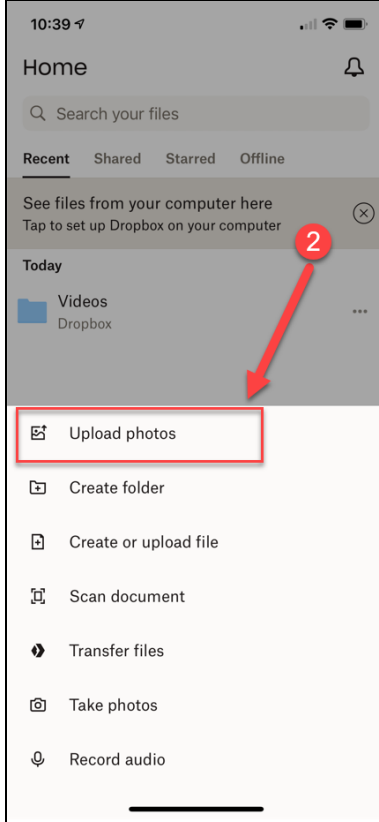 10:39
Home
Search your files
Recent Shared Starred Offline
See files from your computer here
Tap to set up Dropbox on your computer
2
Today
Videos
Dropbox
Upload photos
Create folder
Create or upload file
Scan document
Transfer files
Take photos
Record audio